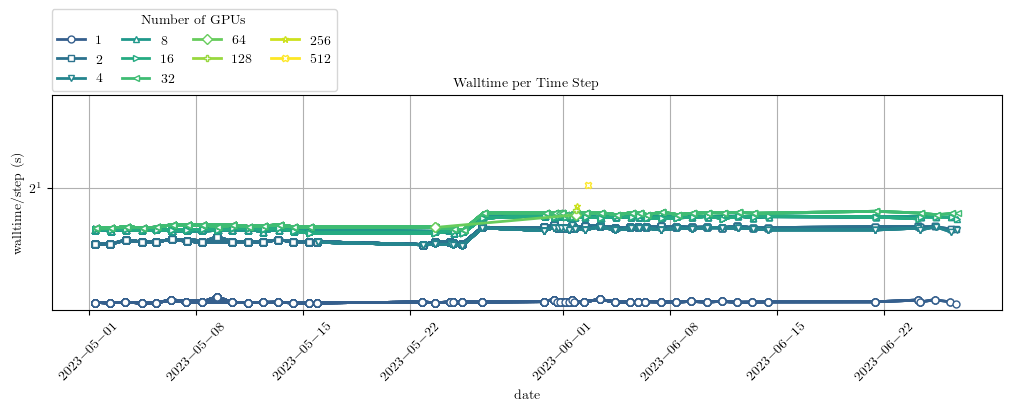 Number of GPUs
1 8 64 256
2 16 128 512
4 32
Walltime per Time Step
walltime/step (s)
2¹
2023−05−01 2023−05−08 2023−05−15 2023−05−22 2023−06−01 2023−06−08 2023−06−15 2023−06−22
date